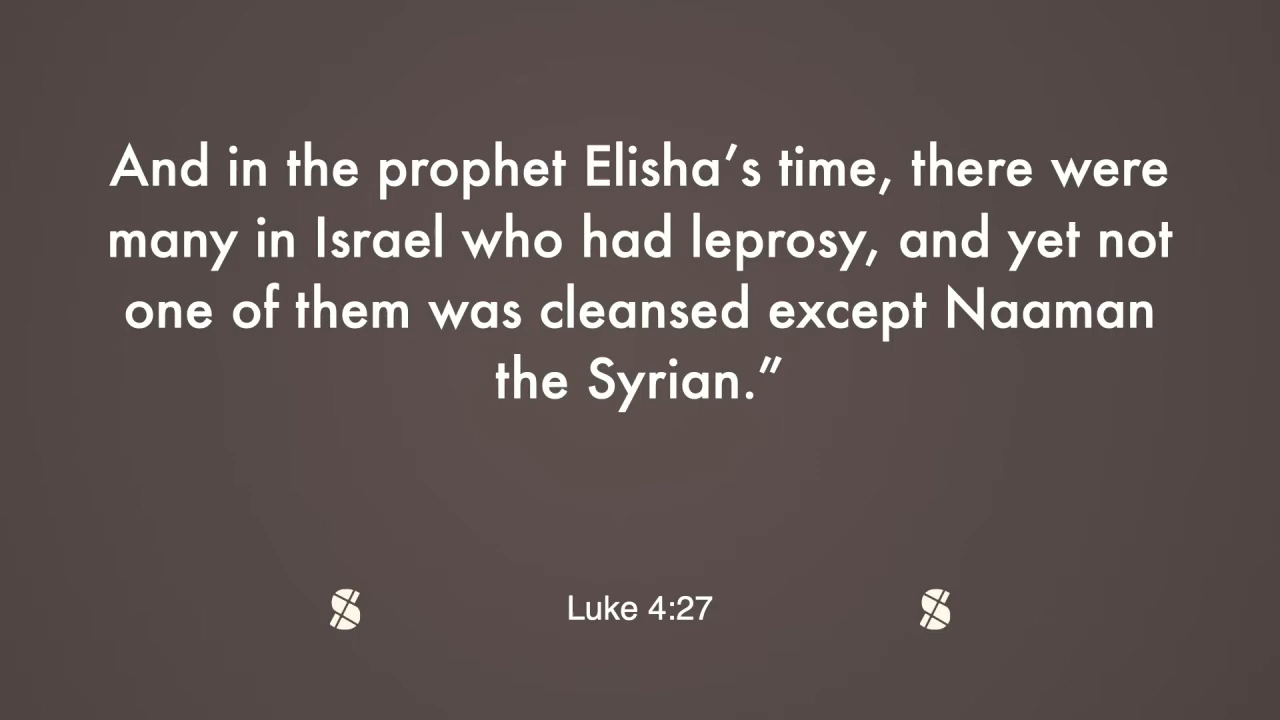 And in the prophet Elisha’s time, there were
many in Israel who had leprosy, and yet not
one of them was cleansed except Naaman
the Syrian.”
Luke 4:27